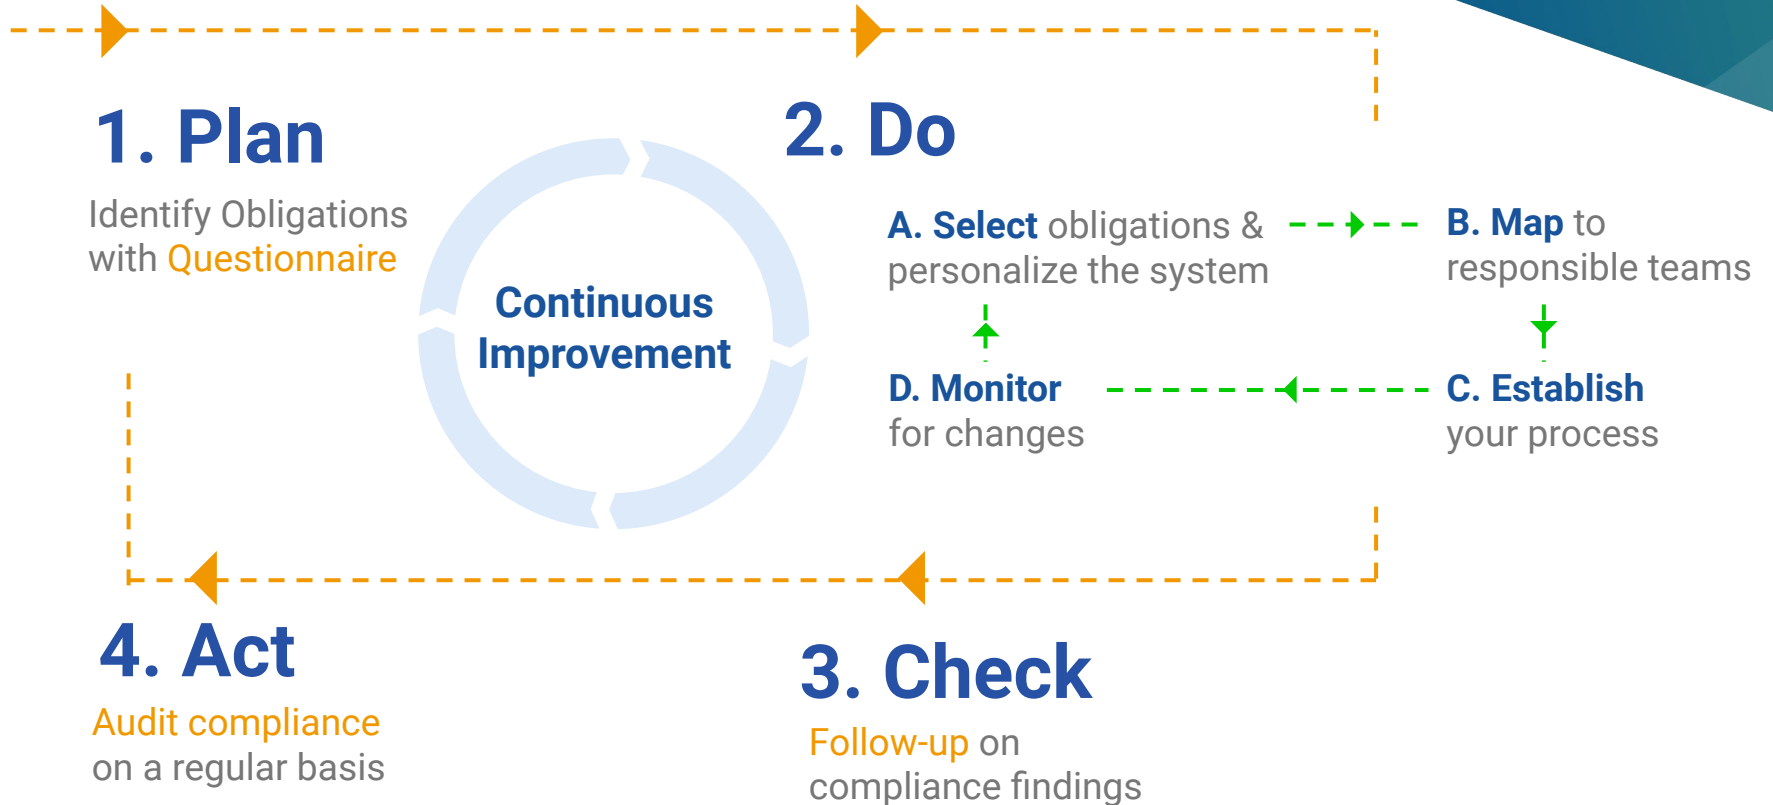 1. Plan
Identify Obligations
with Questionnaire
Continuous
Improvement
2. Do
A. Select obligations &
personalize the system
B. Map to
responsible teams
C. Establish
your process
D. Monitor
for changes
3. Check
Follow-up on
compliance findings
4. Act
Audit compliance
on a regular basis